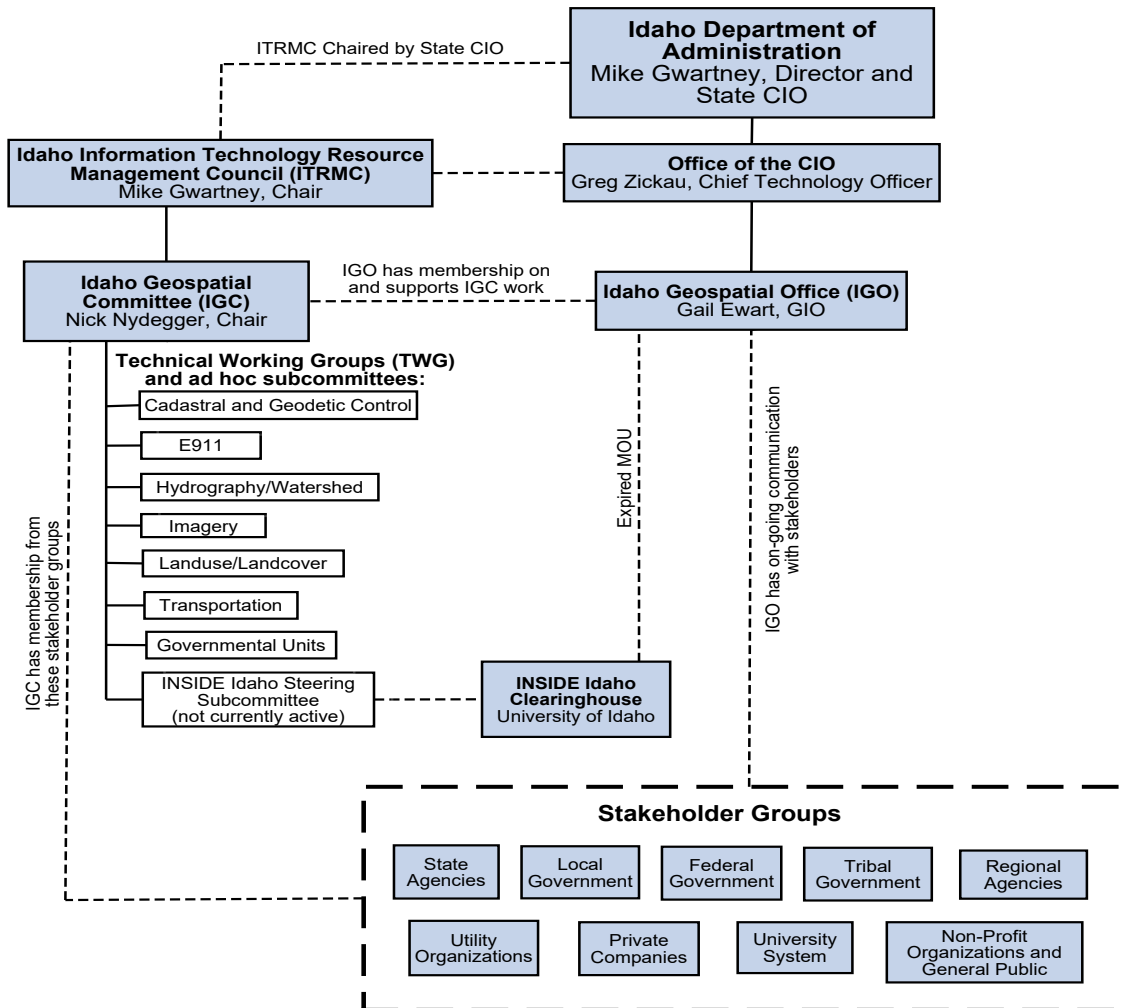 Idaho Department of
Administration
Mike Gwartney, Director and
State CIO
ITRMC Chaired by State CIO
Idaho Information Technology Resource
Management Council (ITRMC)
Mike Gwartney, Chair
Office of the CIO
Greg Zickau, Chief Technology Officer
Idaho Geospatial
Committee (IGC)
Nick Nydegger, Chair
IGO has membership on
and supports IGC work
Idaho Geospatial Office (IGO)
Gail Ewart, GIO
Technical Working Groups (TWG)
and ad hoc subcommittees:
Cadastral and Geodetic Control
E911
Hydrography/Watershed
Imagery
Landuse/Landcover
Transportation
Governmental Units
INSIDE Idaho Steering
Subcommittee
(not currently active)
IGC has membership from
these stakeholder groups
INSIDE Idaho
Clearinghouse
University of Idaho
Expired MOU
IGO has on-going communication
with stakeholders
Stakeholder Groups
State
Agencies
Local
Government
Federal
Government
Tribal
Government
Regional
Agencies
Utility
Organizations
Private
Companies
University
System
Non-Profit
Organizations and
General Public